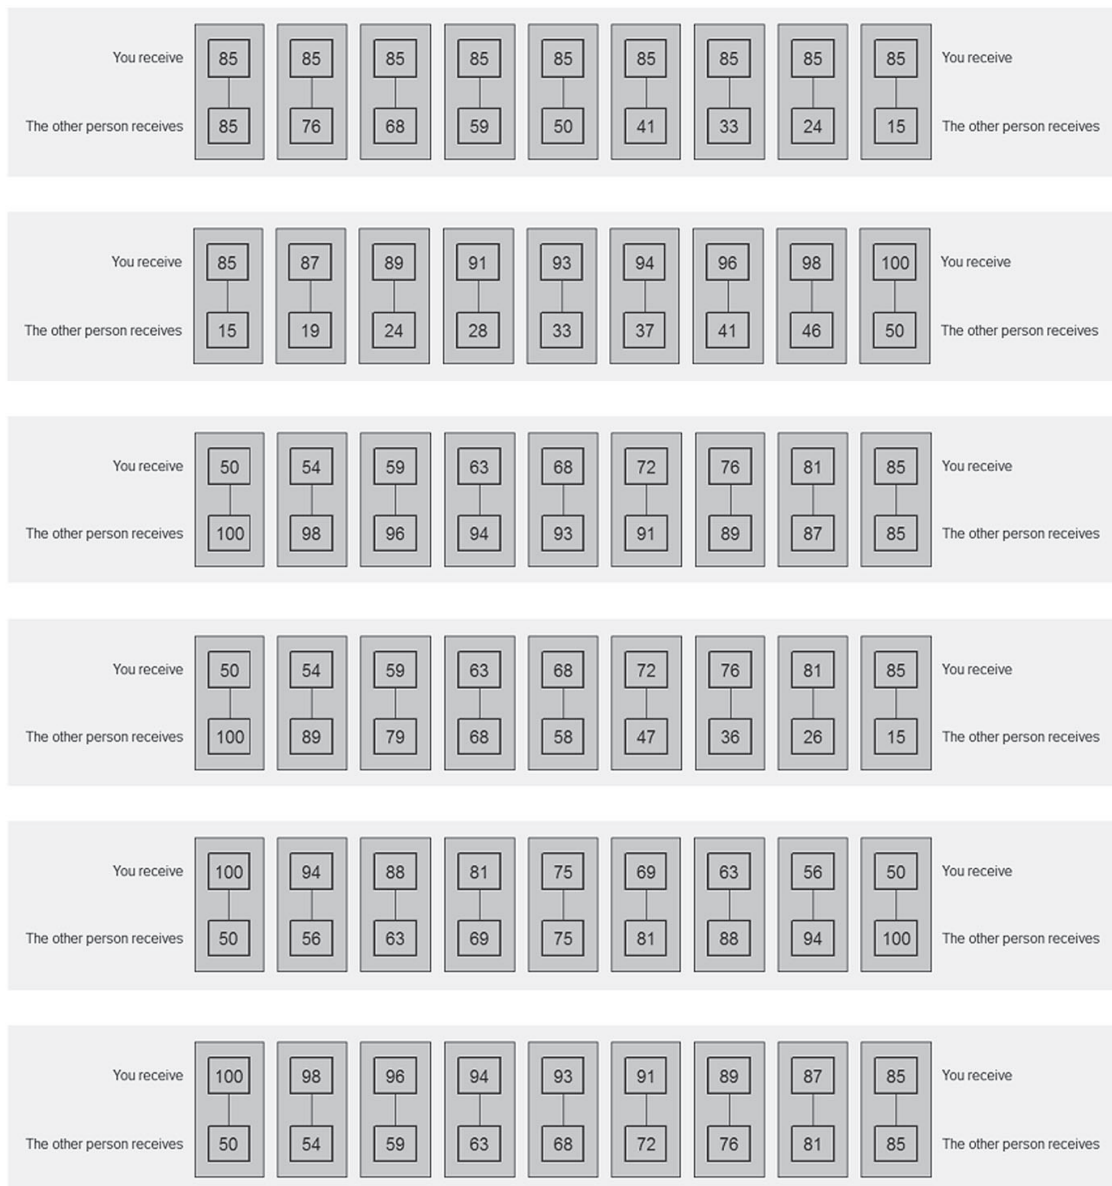 You receive 85 85 85 85 85 85 85 85 85 You receive
The other person receives 85 76 68 59 50 41 33 24 15 The other person receives
You receive 85 87 89 91 93 94 96 98 100 You receive
The other person receives 15 19 24 28 33 37 41 46 50 The other person receives
You receive 50 54 59 63 68 72 76 81 85 You receive
The other person receives 100 98 96 94 93 91 89 87 85 The other person receives
You receive 50 54 59 63 68 72 76 81 85 You receive
The other person receives 100 89 79 68 58 47 36 26 15 The other person receives
You receive 100 94 88 81 75 69 63 56 50 You receive
The other person receives 50 56 63 69 75 81 88 94 100 The other person receives
You receive 100 98 96 94 93 91 89 87 85 You receive
The other person receives 50 54 59 63 68 72 76 81 85 The other person receives